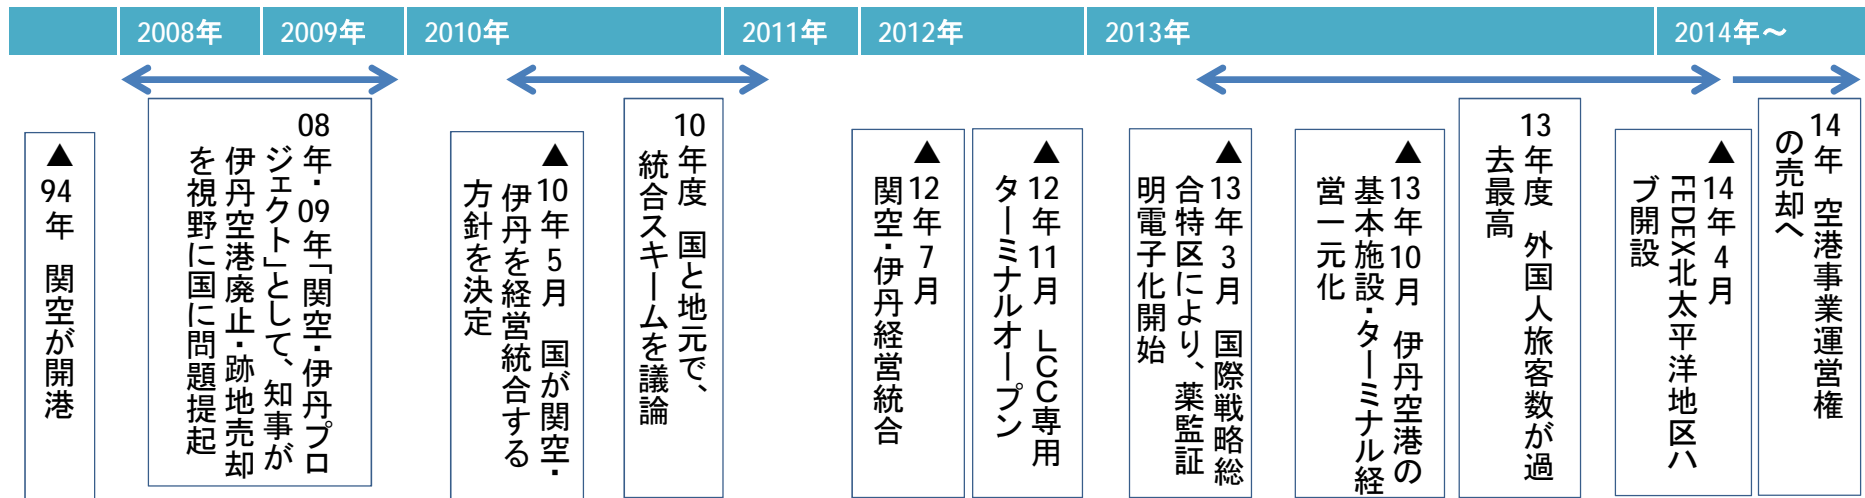 2008年
2009年
2010年
2011年
2012年
2013年
2014年～
▲94年　関空が開港
08年・09年「関空・伊丹プロ
ジェクト」として、知事が
伊丹空港廃止・跡地売却
を視野に国に問題提起
▲10年5月　国が関空・
伊丹を経営統合する
方針を決定
10年度　国と地元で、
統合スキームを議論
▲12年7月
関空・伊丹経営統合
▲12年11月　ＬＣＣ専用
ターミナルオープン
▲13年3月　国際戦略総
合特区により、薬監証
明電子化開始
▲13年10月　伊丹空港の
基本施設・ターミナル経
営一元化
13年度　外国人旅客数が過
去最高
▲14年4月
FEDEX北太平洋地区ハ
ブ開設
14年　空港事業運営権
の売却へ